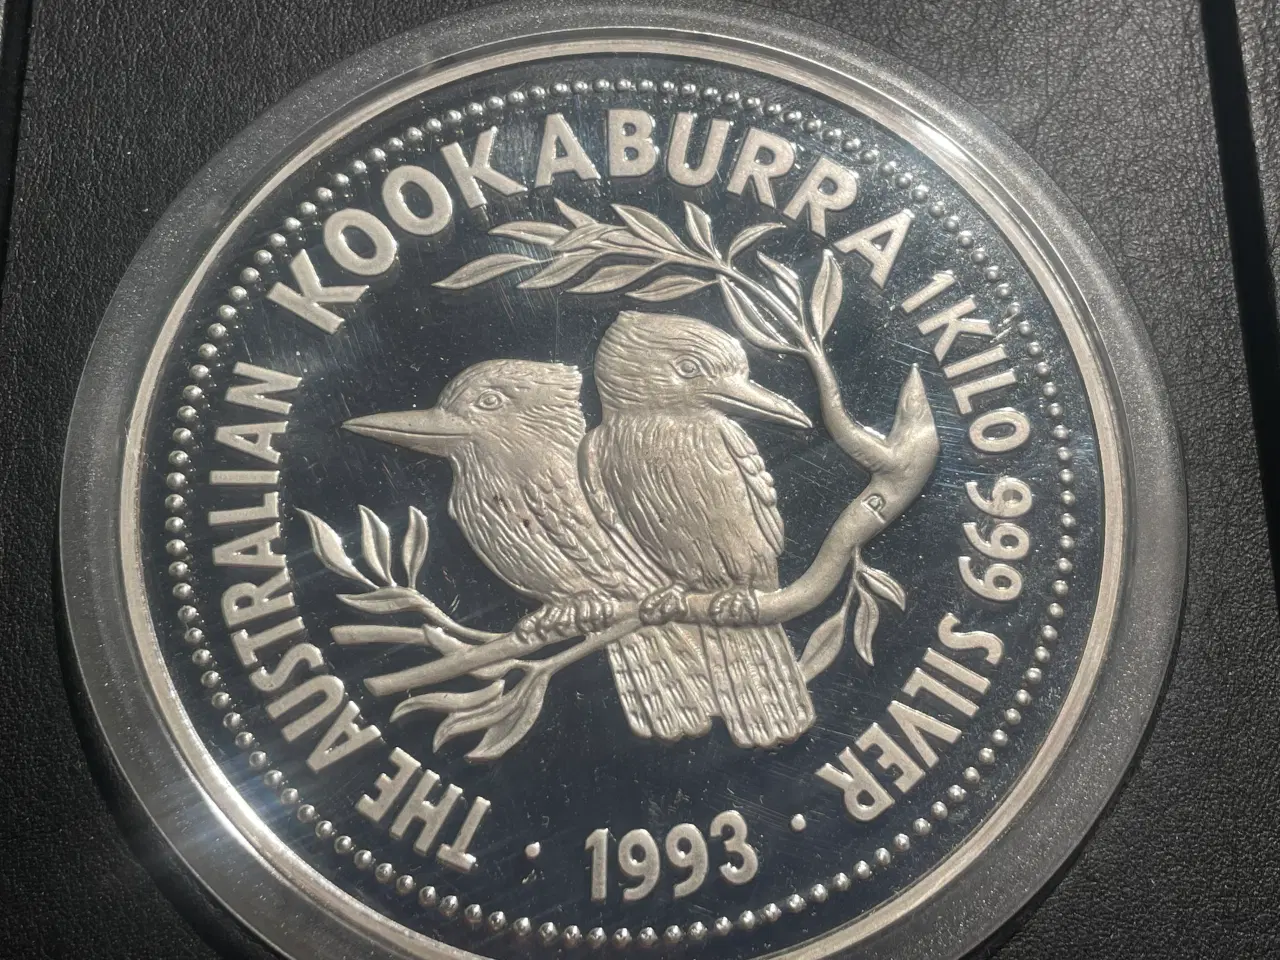 THE AUSTRALIAN KOOKABURRA 1 KILO 999 SILVER
· 1993 ·
P